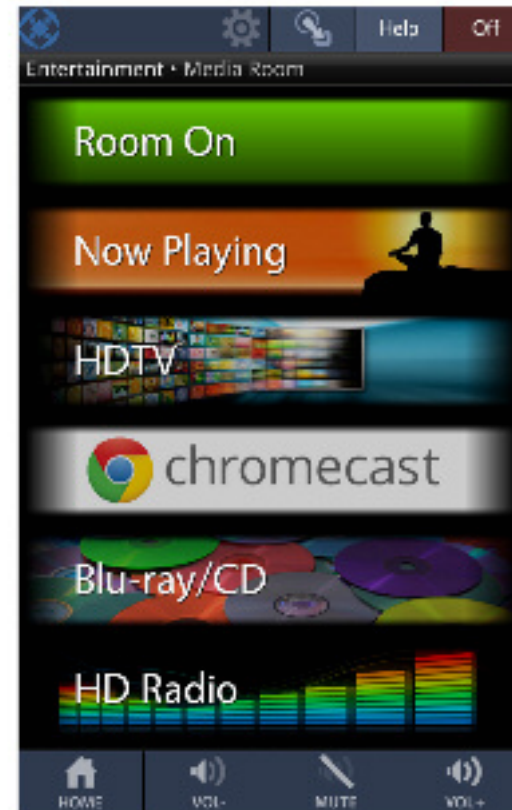 Help Off
Entertainment • Media Room
Room On
Now Playing
HDTV
chromecast
Blu-ray/CD
HD Radio
HOME VOL- MUTE VOL+